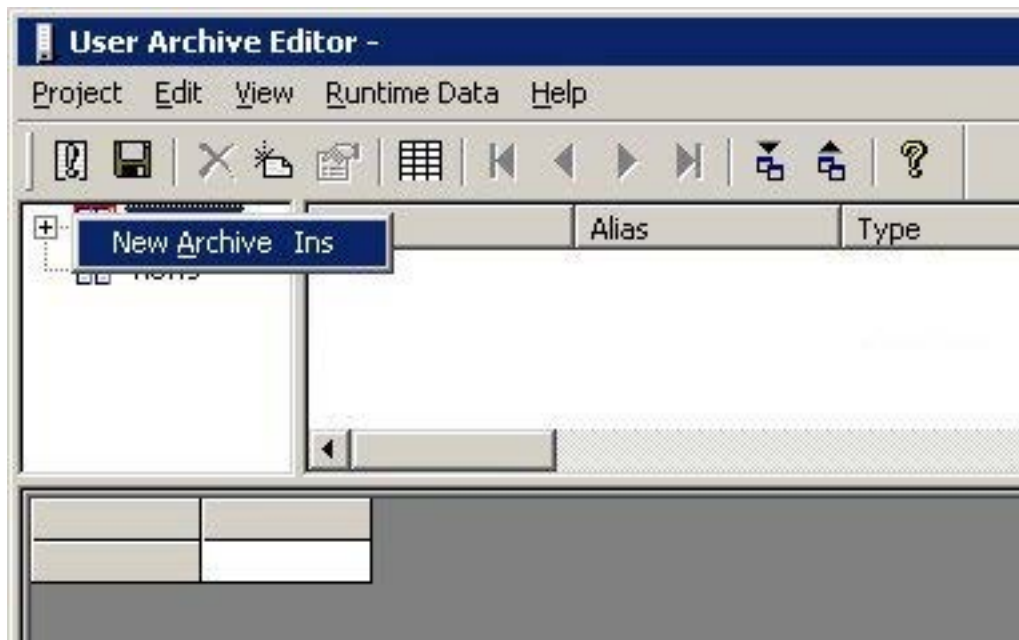 User Archive Editor -
Project Edit View Runtime Data Help
Alias Type
New Archive Ins